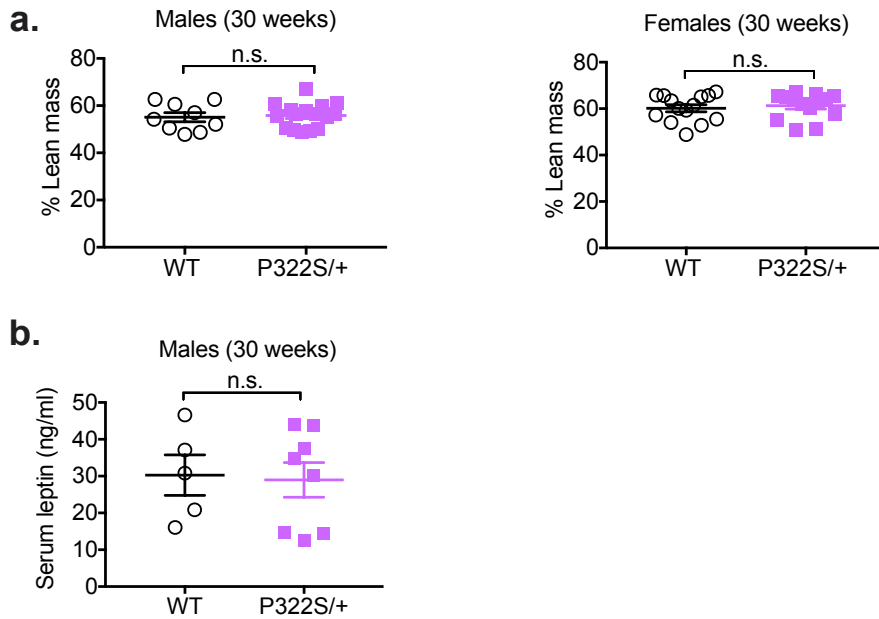 a.
Males (30 weeks)
n.s.
% Lean mass
80
60
40
20
0
WT P322S/+
Females (30 weeks)
n.s.
% Lean mass
80
60
40
20
0
WT P322S/+
b.
Males (30 weeks)
n.s.
Serum leptin (ng/ml)
50
40
30
20
10
0
WT P322S/+